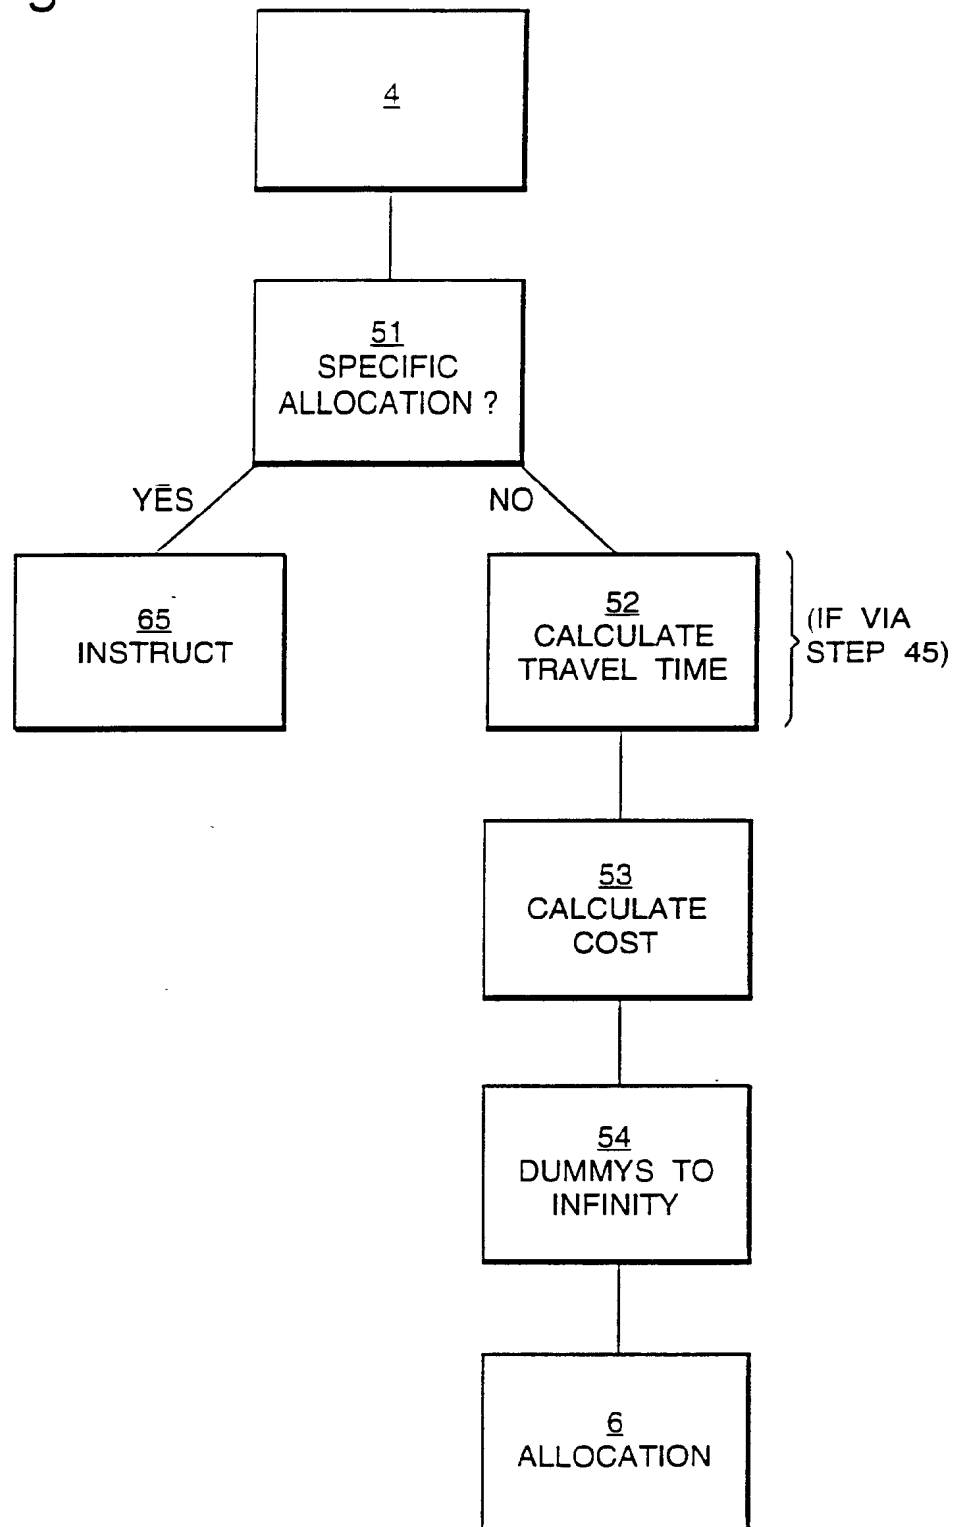 4
51
SPECIFIC
ALLOCATION ?
YES
NO
65
INSTRUCT
52
CALCULATE
TRAVEL TIME
(IF VIA
STEP 45)
53
CALCULATE
COST
54
DUMMYS TO
INFINITY
6
ALLOCATION